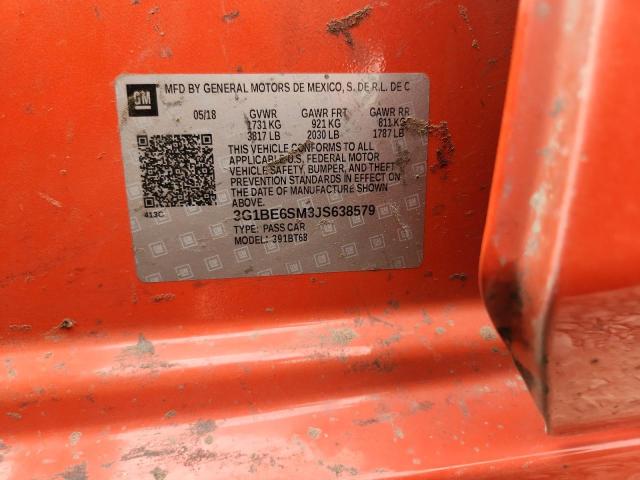 GM
MFD BY GENERAL MOTORS DE MEXICO, S. DE R.L. DE C
05/18 GVWR GAWR FRT GAWR RR
1731 KG 921 KG 811 KG
3817 LB 2030 LB 1787 LB
THIS VEHICLE CONFORMS TO ALL
APPLICABLE U.S. FEDERAL MOTOR
VEHICLE SAFETY, BUMPER, AND THEFT
PREVENTION STANDARDS IN EFFECT ON
THE DATE OF MANUFACTURE SHOWN
ABOVE.
413C 3G1BE6SM3JS638579
TYPE: PASS CAR
MODEL: 391BT68